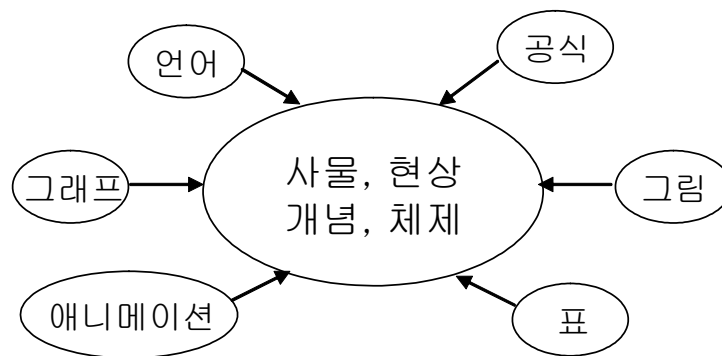 언어
공식
그래프
사물, 현상
개념, 체제
그림
애니메이션
표